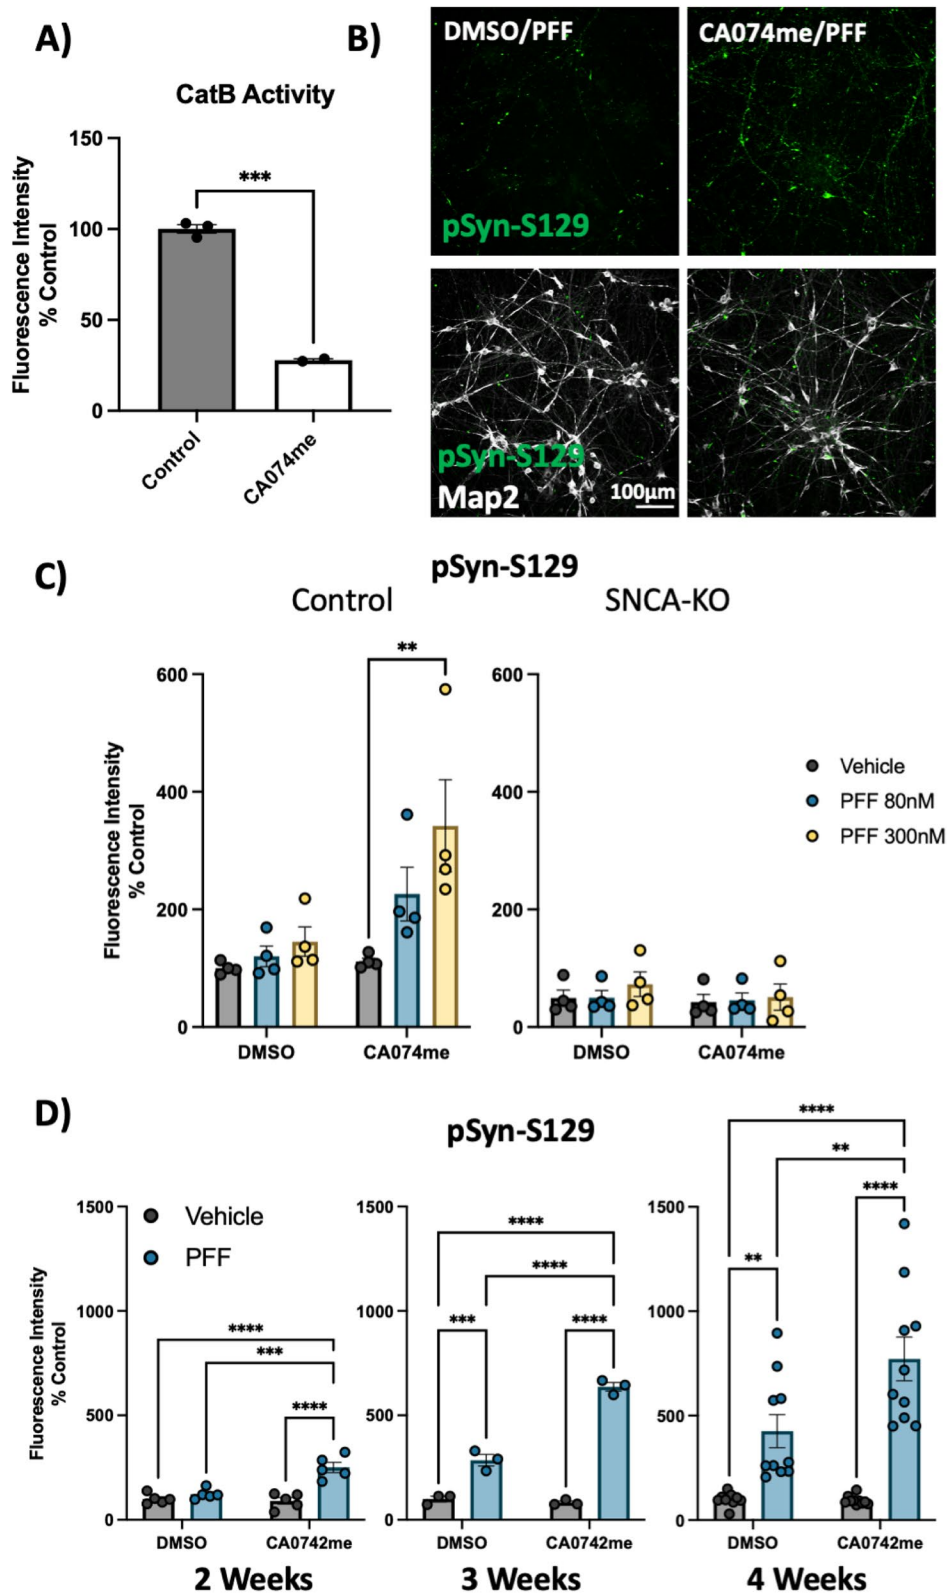 A)
CatB Activity
Fluorescence Intensity
% Control
150
100
50
0
***
Control
CA074me
B)
DMSO/PFF
CA074me/PFF
pSyn-S129
pSyn-S129
Map2
100µm
C)
pSyn-S129
Control
SNCA-KO
Fluorescence Intensity
% Control
600
400
200
0
**
DMSO
CA074me
600
400
200
0
DMSO
CA074me
Vehicle
PFF 80nM
PFF 300nM
D)
pSyn-S129
Fluorescence Intensity
% Control
1500
1000
500
0
Vehicle
PFF
****
***
****
DMSO
CA0742me
2 Weeks
1500
1000
500
0
****
****
***
****
DMSO
CA0742me
3 Weeks
1500
1000
500
0
****
**
****
**
DMSO
CA0742me
4 Weeks